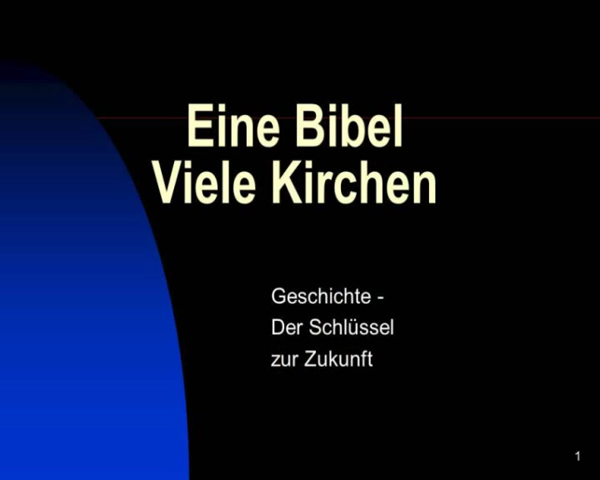 Eine Bibel
Viele Kirchen
Geschichte -
Der Schlüssel
zur Zukunft
1